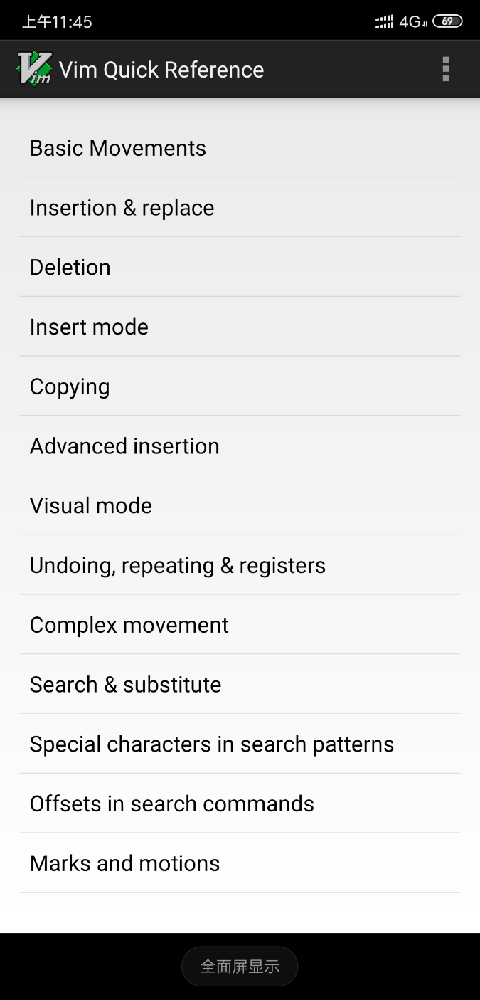 上午11:45
4G
69
Vim Quick Reference
Basic Movements
Insertion & replace
Deletion
Insert mode
Copying
Advanced insertion
Visual mode
Undoing, repeating & registers
Complex movement
Search & substitute
Special characters in search patterns
Offsets in search commands
Marks and motions
全面屏显示